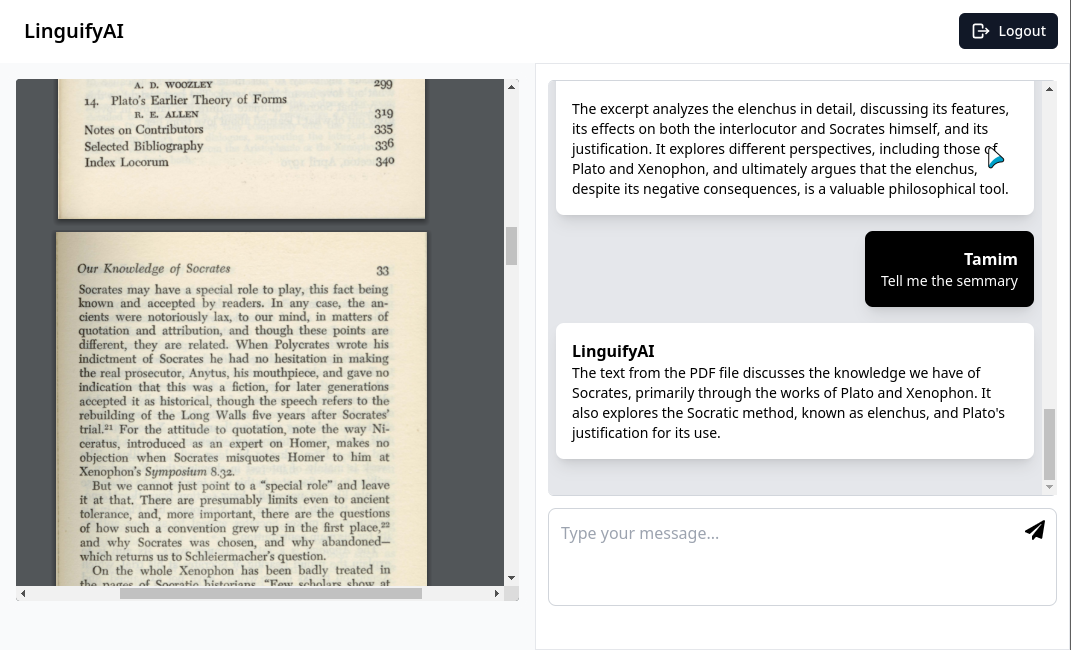 LinguifyAI
Logout
A. D. WOOZLEY 299
14. Plato's Earlier Theory of Forms
R. E. ALLEN 319
Notes on Contributors 335
Selected Bibliography 336
Index Locorum 340
Our Knowledge of Socrates 33
Socrates may have a special role to play, this fact being
known and accepted by readers. In any case, the an-
cients were notoriously lax, to our mind, in matters of
quotation and attribution, and though these points are
different, they are related. When Polycrates wrote his
indictment of Socrates he had no hesitation in making
the real prosecutor, Anytus, his mouthpiece, and gave no
indication that this was a fiction, for later generations
accepted it as historical, though the speech refers to the
rebuilding of the Long Walls five years after Socrates'
trial.²¹ For the attitude to quotation, note the way Ni-
ceratus, introduced as an expert on Homer, makes no
objection when Socrates misquotes Homer to him at
Xenophon's Symposium 8.32.
But we cannot just point to a "special role" and leave
it at that. There are presumably limits even to ancient
tolerance, and, more important, there are the questions
of how such a convention grew up in the first place,²²
and why Socrates was chosen, and why abandoned—
which returns us to Schleiermacher's question.
On the whole Xenophon has been badly treated in
the pages of Socratic historians. "Few scholars show at
The excerpt analyzes the elenchus in detail, discussing its features,
its effects on both the interlocutor and Socrates himself, and its
justification. It explores different perspectives, including those of
Plato and Xenophon, and ultimately argues that the elenchus,
despite its negative consequences, is a valuable philosophical tool.
Tamim
Tell me the semmary
LinguifyAI
The text from the PDF file discusses the knowledge we have of
Socrates, primarily through the works of Plato and Xenophon. It
also explores the Socratic method, known as elenchus, and Plato's
justification for its use.
Type your message...